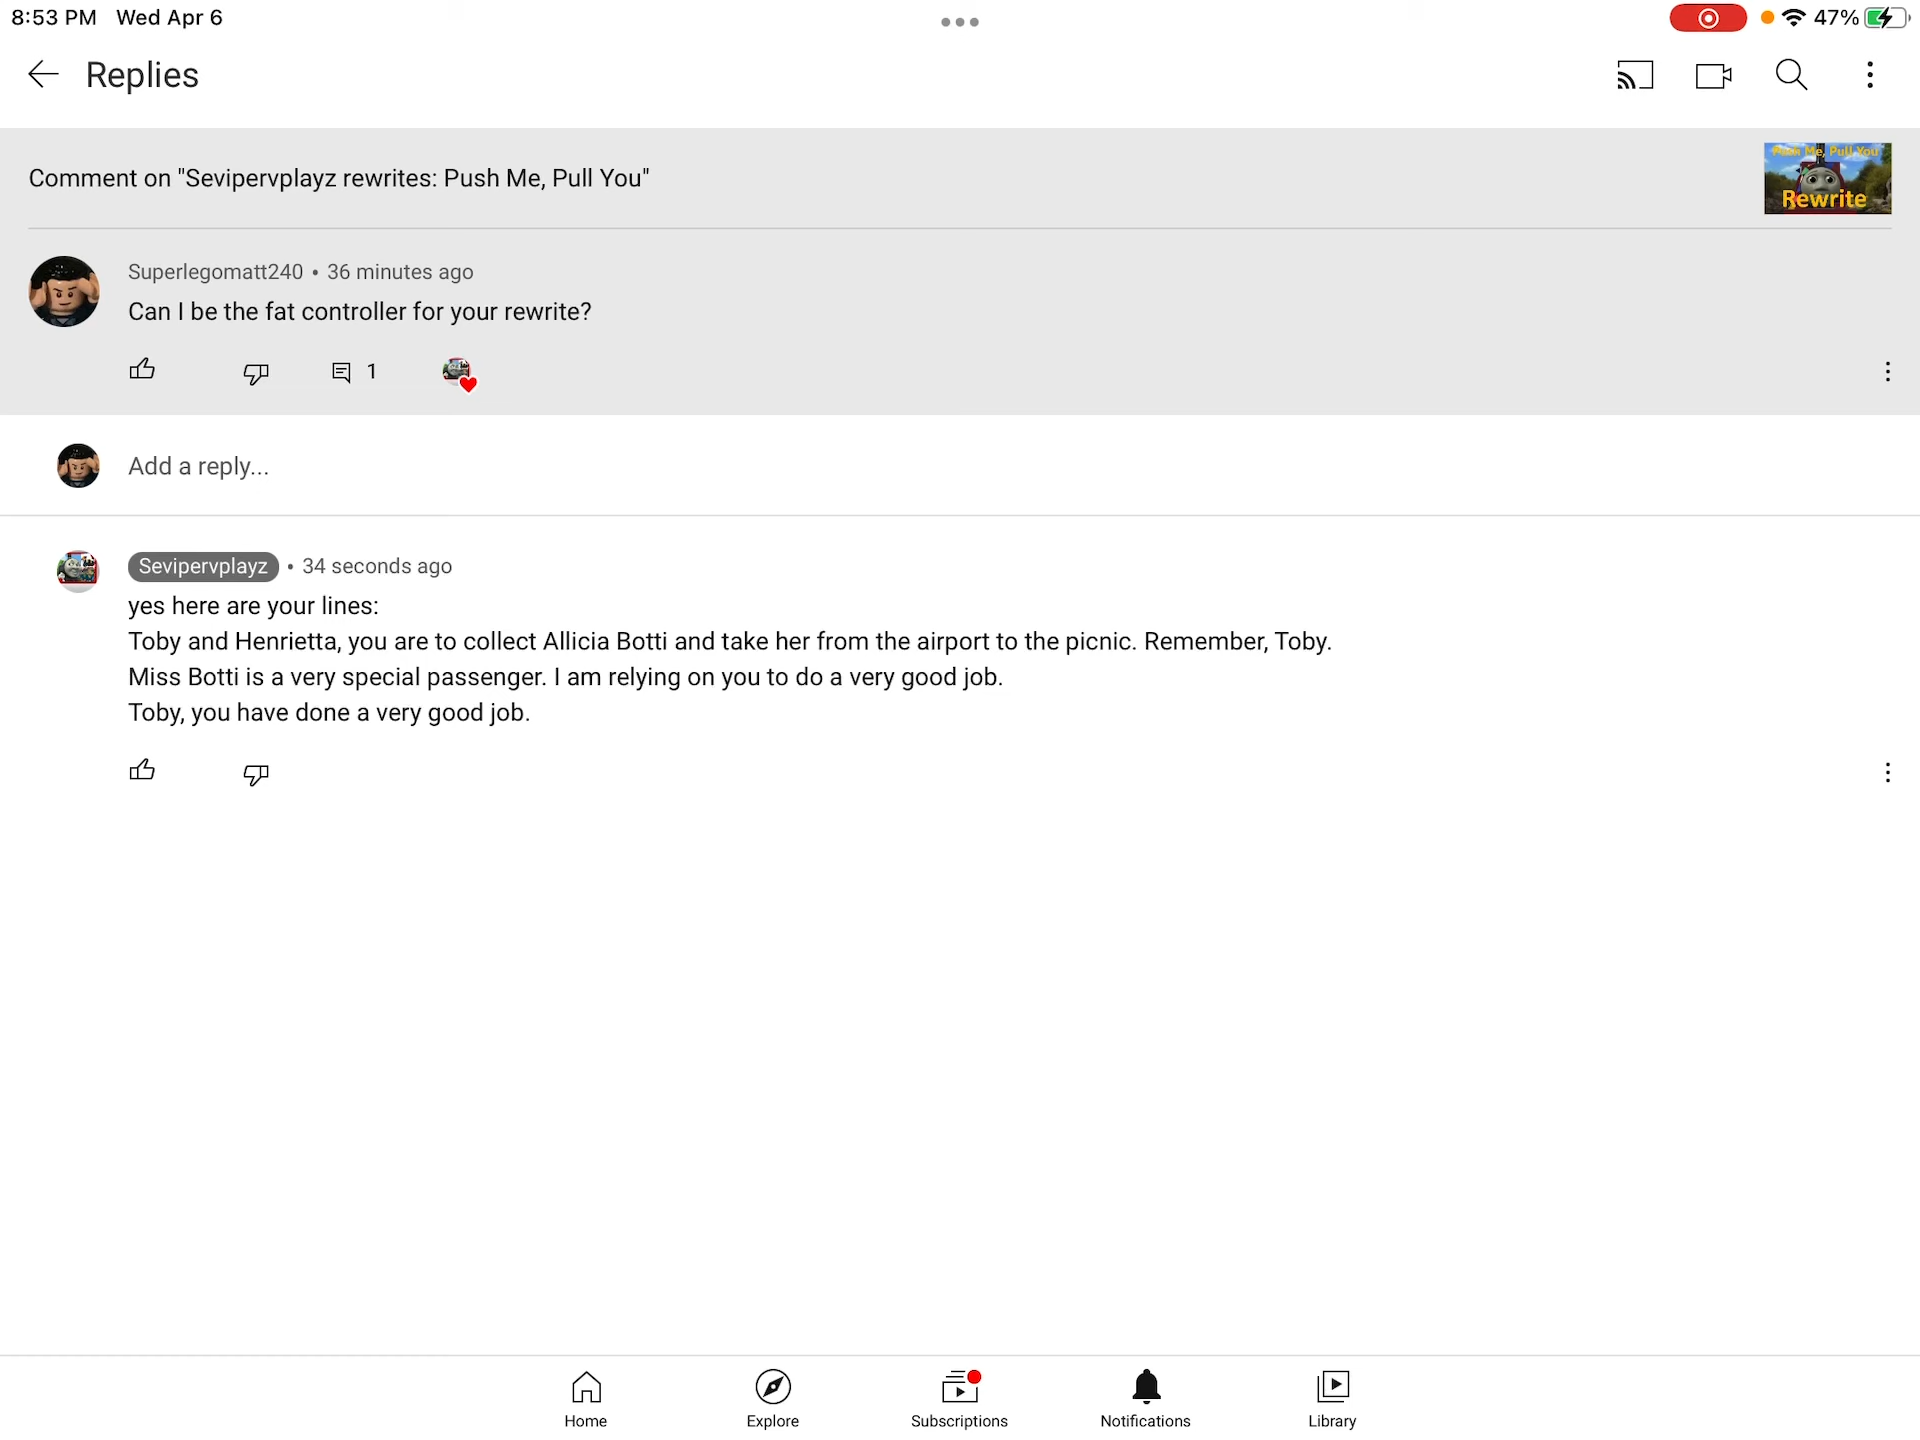 8:53 PM Wed Apr 6
47%
Replies
Comment on "Sevipervplayz rewrites: Push Me, Pull You"
Push Me, Pull You
Rewrite
Superlegomatt240 • 36 minutes ago
Can I be the fat controller for your rewrite?
1
Add a reply...
Sevipervplayz • 34 seconds ago
yes here are your lines:
Toby and Henrietta, you are to collect Allicia Botti and take her from the airport to the picnic. Remember, Toby.
Miss Botti is a very special passenger. I am relying on you to do a very good job.
Toby, you have done a very good job.
Home Explore Subscriptions Notifications Library